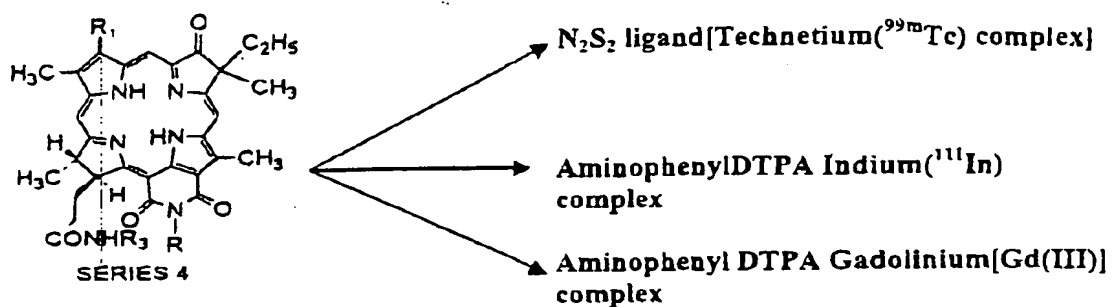 R₁
O
C₂H₅
H₃C
CH₃
NH
N
N
HN
H
H₃C
H
CH₃
O
N
O
R
CONHR₃
SERIES 4
N₂S₂ ligand[Technetium(⁹⁹ᵐTc) complex]
AminophenylDTPA Indium(¹¹¹In)
complex
Aminophenyl DTPA Gadolinium[Gd(III)]
complex